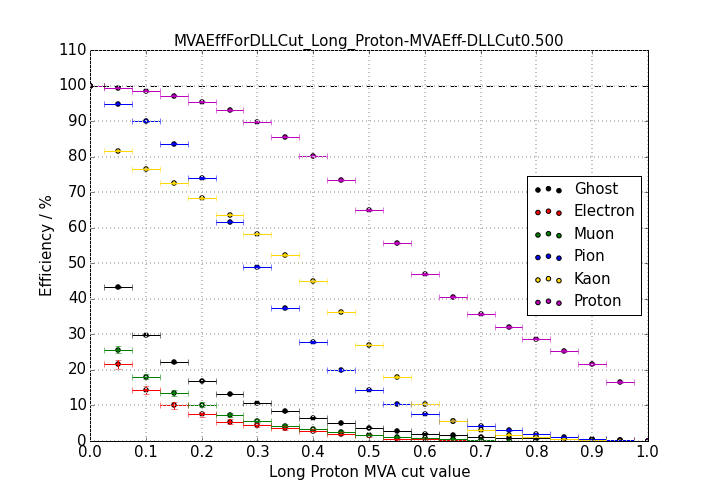 MVAEffForDLLCut_Long_Proton-MVAEff-DLLCut0.500
110
100
90
80
70
60
50
40
30
20
10
0
Efficiency / %
Ghost
Electron
Muon
Pion
Kaon
Proton
0.0 0.1 0.2 0.3 0.4 0.5 0.6 0.7 0.8 0.9 1.0
Long Proton MVA cut value